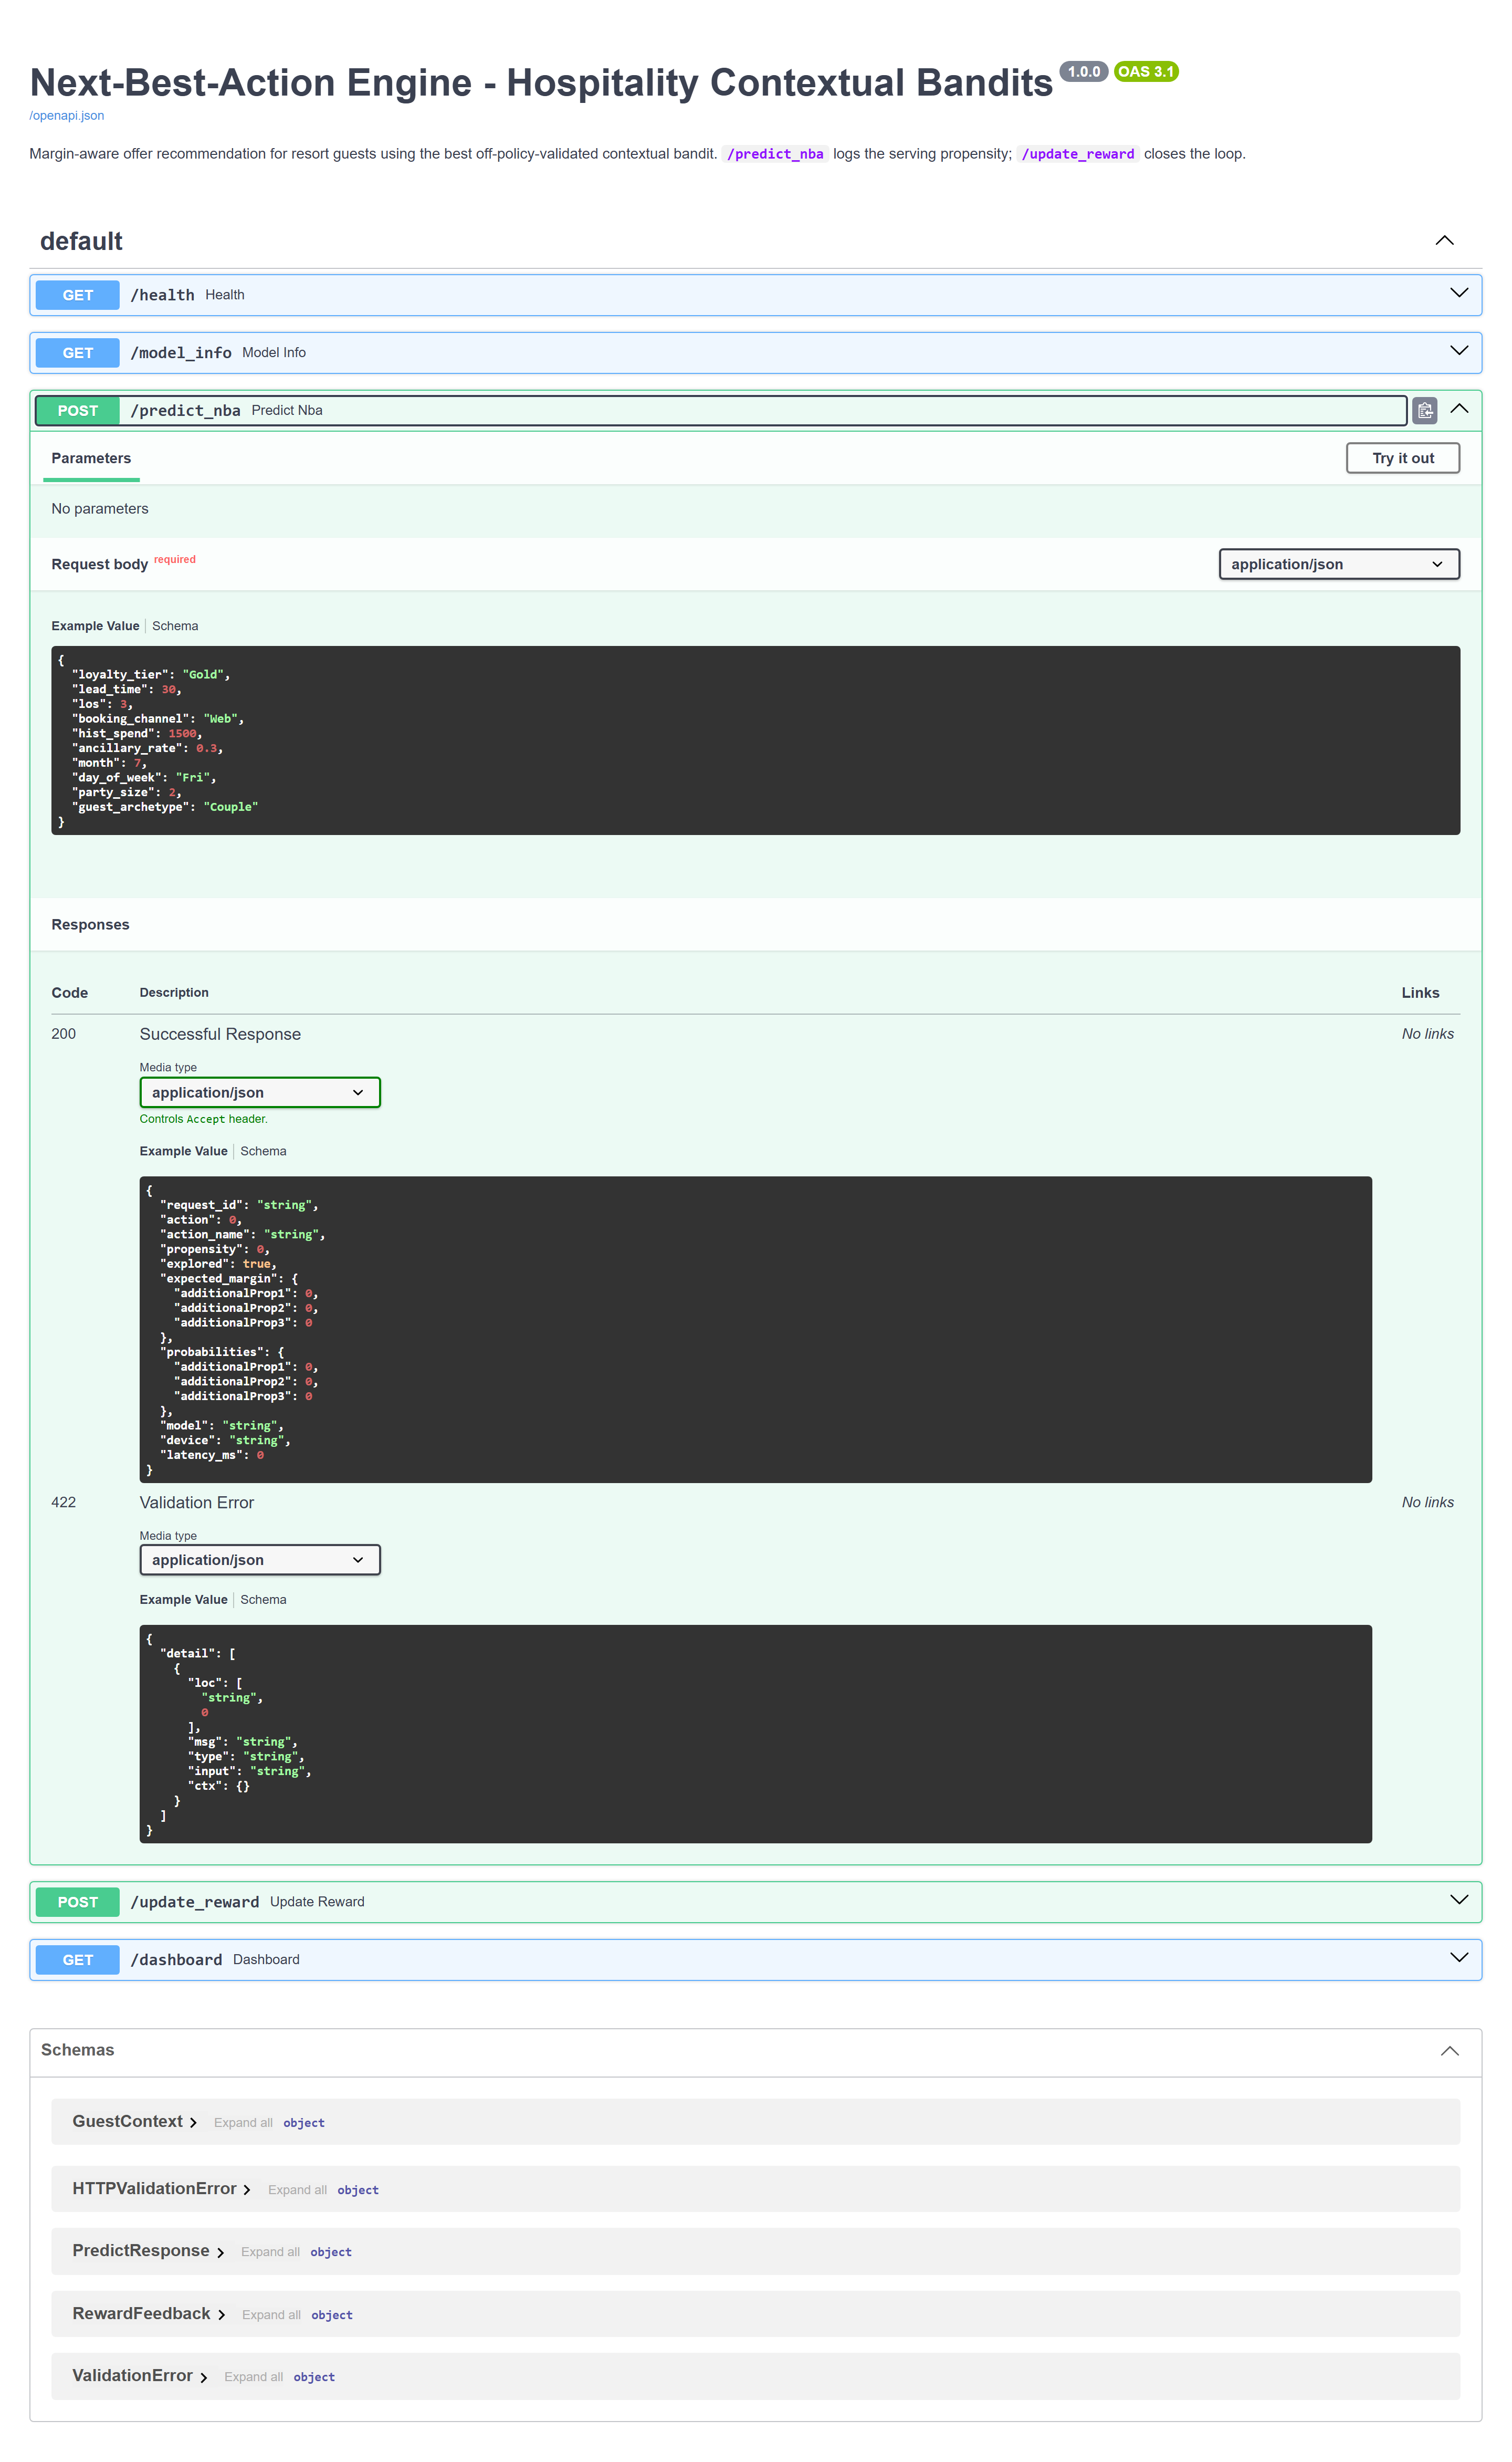 Next-Best-Action Engine - Hospitality Contextual Bandits 1.0.0 OAS 3.1
/openapi.json
Margin-aware offer recommendation for resort guests using the best off-policy-validated contextual bandit. /predict_nba logs the serving propensity; /update_reward closes the loop.
default
GET /health Health
GET /model_info Model Info
POST /predict_nba Predict Nba
Parameters Try it out
No parameters
Request body required application/json
Example Value Schema
{
  "loyalty_tier": "Gold",
  "lead_time": 30,
  "los": 3,
  "booking_channel": "Web",
  "hist_spend": 1500,
  "ancillary_rate": 0.3,
  "month": 7,
  "day_of_week": "Fri",
  "party_size": 2,
  "guest_archetype": "Couple"
}
Responses
Code Description Links
200 Successful Response No links
Media type
application/json
Controls Accept header.
Example Value Schema
{
  "request_id": "string",
  "action": 0,
  "action_name": "string",
  "propensity": 0,
  "explored": true,
  "expected_margin": {
    "additionalProp1": 0,
    "additionalProp2": 0,
    "additionalProp3": 0
  },
  "probabilities": {
    "additionalProp1": 0,
    "additionalProp2": 0,
    "additionalProp3": 0
  },
  "model": "string",
  "device": "string",
  "latency_ms": 0
}
422 Validation Error No links
Media type
application/json
Example Value Schema
{
  "detail": [
    {
      "loc": [
        "string",
        0
      ],
      "msg": "string",
      "type": "string",
      "input": "string",
      "ctx": {}
    }
  ]
}
POST /update_reward Update Reward
GET /dashboard Dashboard
Schemas
GuestContext Expand all object
HTTPValidationError Expand all object
PredictResponse Expand all object
RewardFeedback Expand all object
ValidationError Expand all object